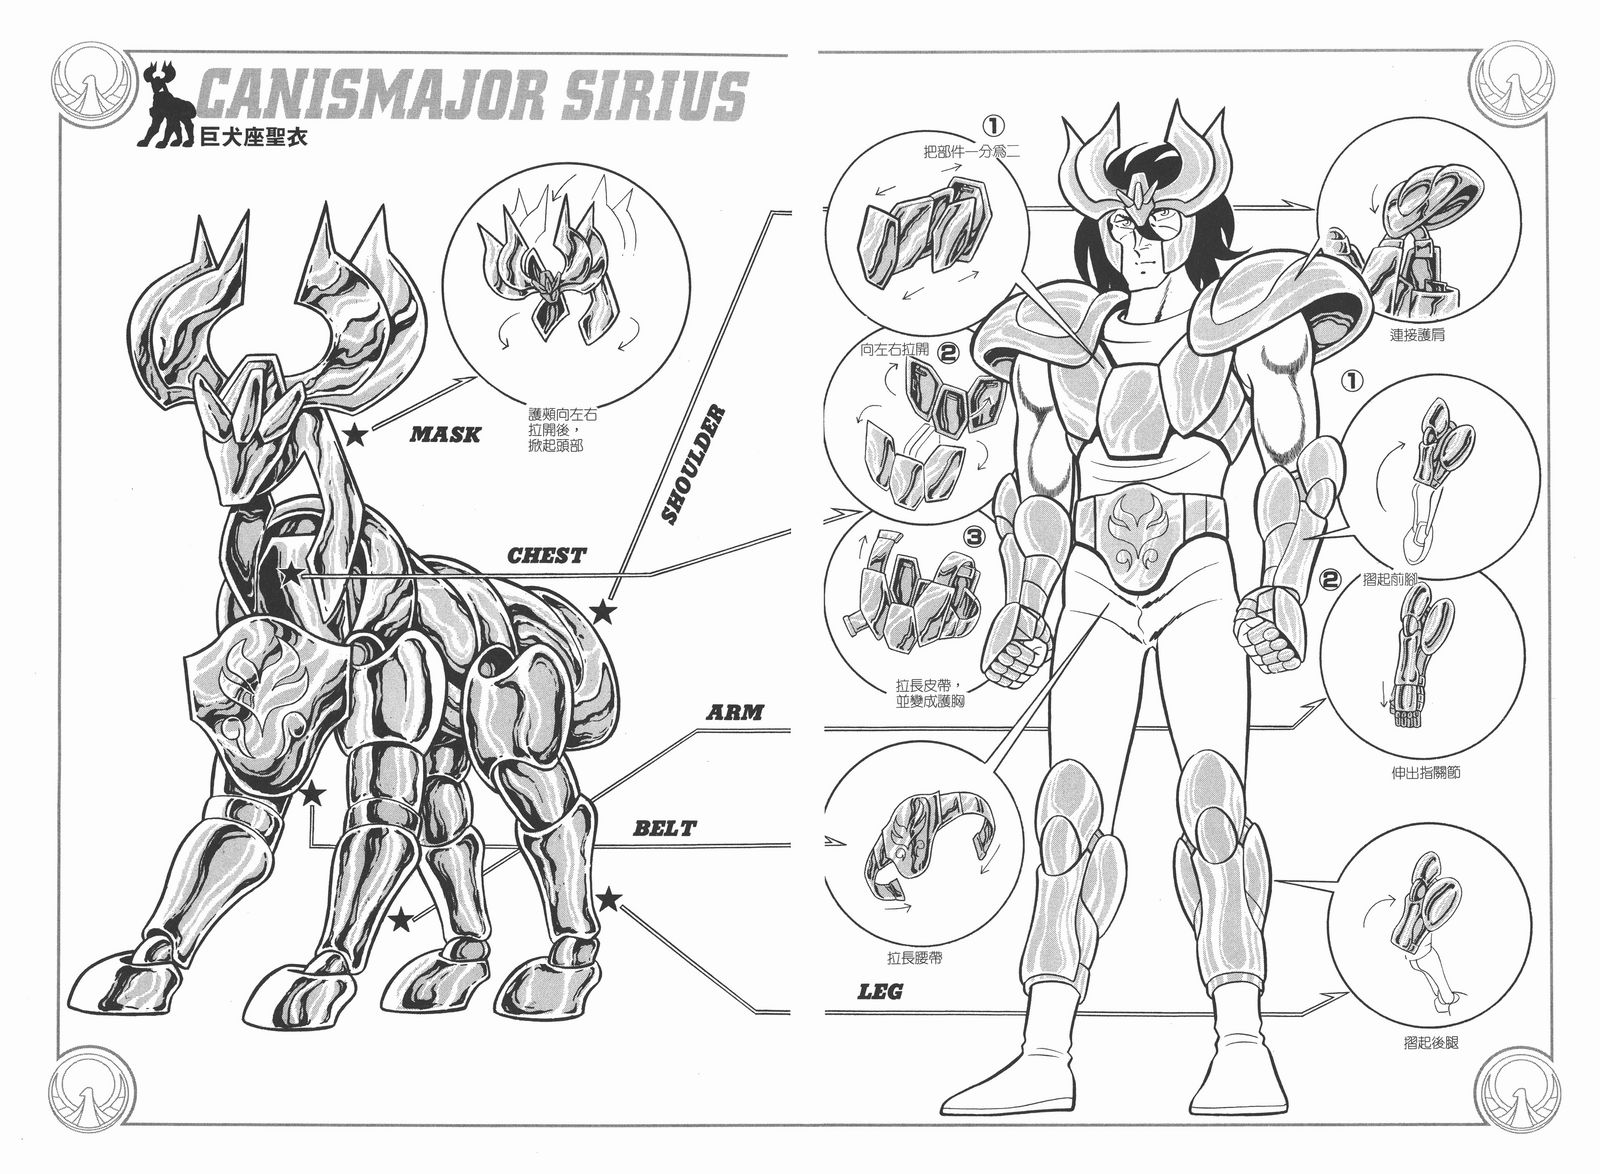 CANISMAJOR SIRIUS
巨犬座聖衣
MASK
護頰向左右
拉開後，
掀起頭部
SHOULDER
CHEST
ARM
BELT
LEG
①
把部件一分為二
向左右拉開 ②
③
拉長皮帶，
並變成護胸
拉長腰帶
連接護肩
①
摺起前腳
②
伸出指關節
摺起後腿